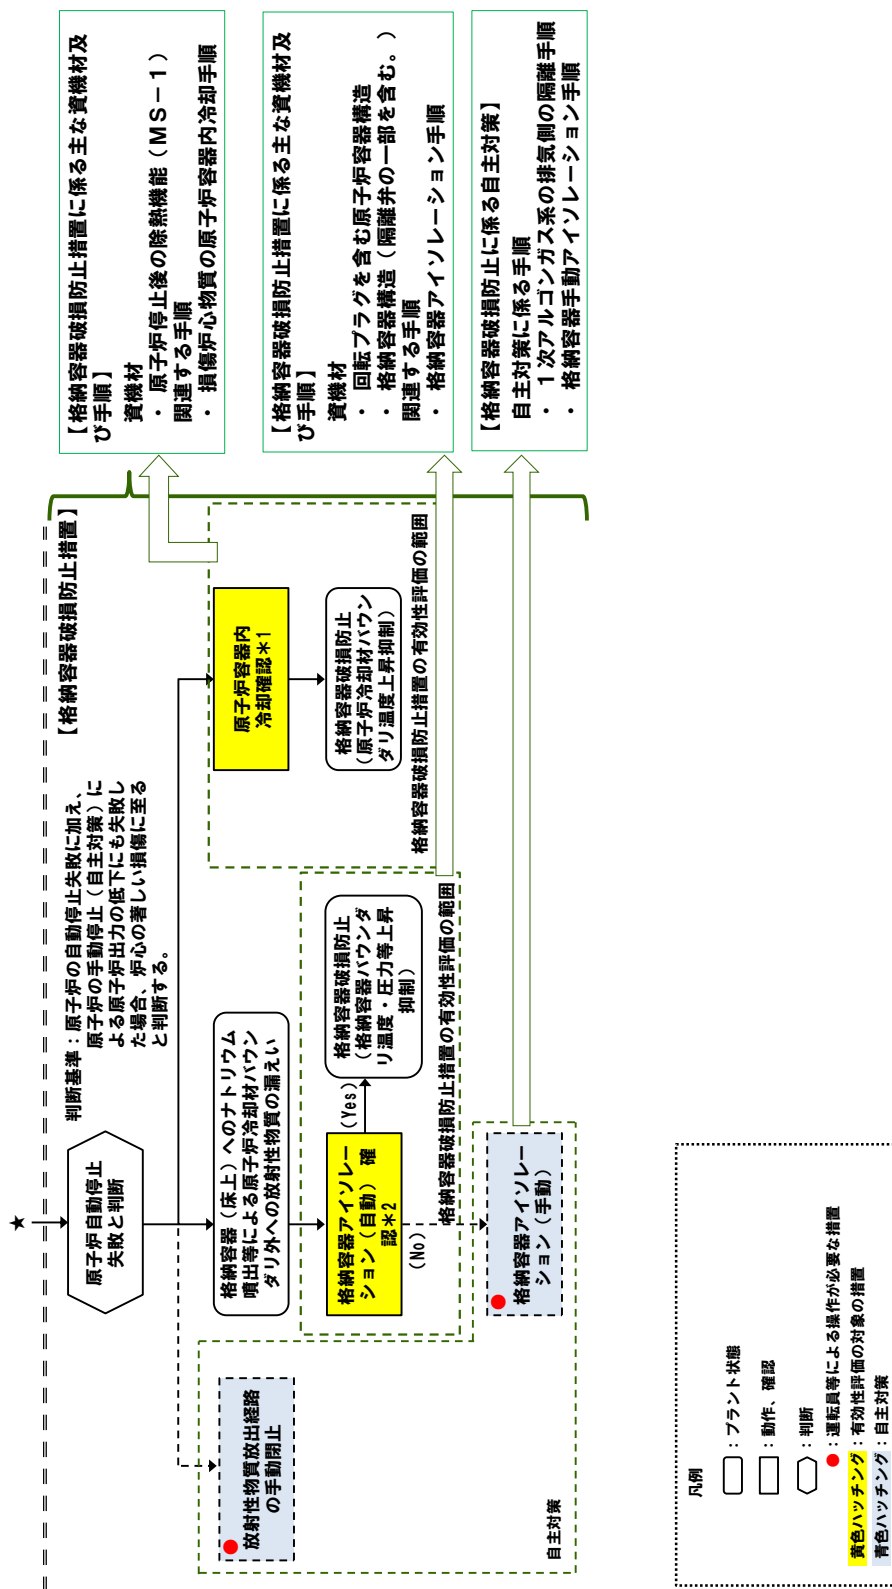 ★
【格納容器破損防止措置】
判断基準：原子炉の自動停止失敗に加え、
原子炉の手動停止（自主対策）に
よる原子炉出力の低下にも失敗し
た場合、炉心の著しい損傷に至る
と判断する。
原子炉自動停止
失敗と判断
放射性物質放出経路
の手動閉止
格納容器（床上）へのナトリウム
噴出等による原子炉冷却材バウン
ダリ外への放射性物質の漏えい
原子炉容器内
冷却確認＊1
格納容器アイソレー
ション（自動）確
認＊2
(Yes)
(No)
格納容器破損防止
（格納容器バウンダ
リ温度・圧力等上昇
抑制）
格納容器破損防止
（原子炉冷却材バウン
ダリ温度上昇抑制）
格納容器破損防止措置の有効性評価の範囲
格納容器破損防止措置の有効性評価の範囲
格納容器アイソレー
ション（手動）
自主対策
【格納容器破損防止措置に係る主な資機材及
び手順】
資機材
・ 原子炉停止後の除熱機能（ＭＳ－１）
関連する手順
・ 損傷炉心物質の原子炉容器内冷却手順
【格納容器破損防止措置に係る主な資機材及
び手順】
資機材
・ 回転プラグを含む原子炉容器構造
・ 格納容器構造（隔離弁の一部を含む。）
関連する手順
・ 格納容器アイソレーション手順
【格納容器破損防止に係る自主対策】
自主対策に係る手順
・ １次アルゴンガス系の排気側の隔離手順
・ 格納容器手動アイソレーション手順
凡例
：プラント状態
：動作、確認
：判断
：運転員等による操作が必要な措置
黄色ハッチング：有効性評価の対象の措置
青色ハッチング：自主対策